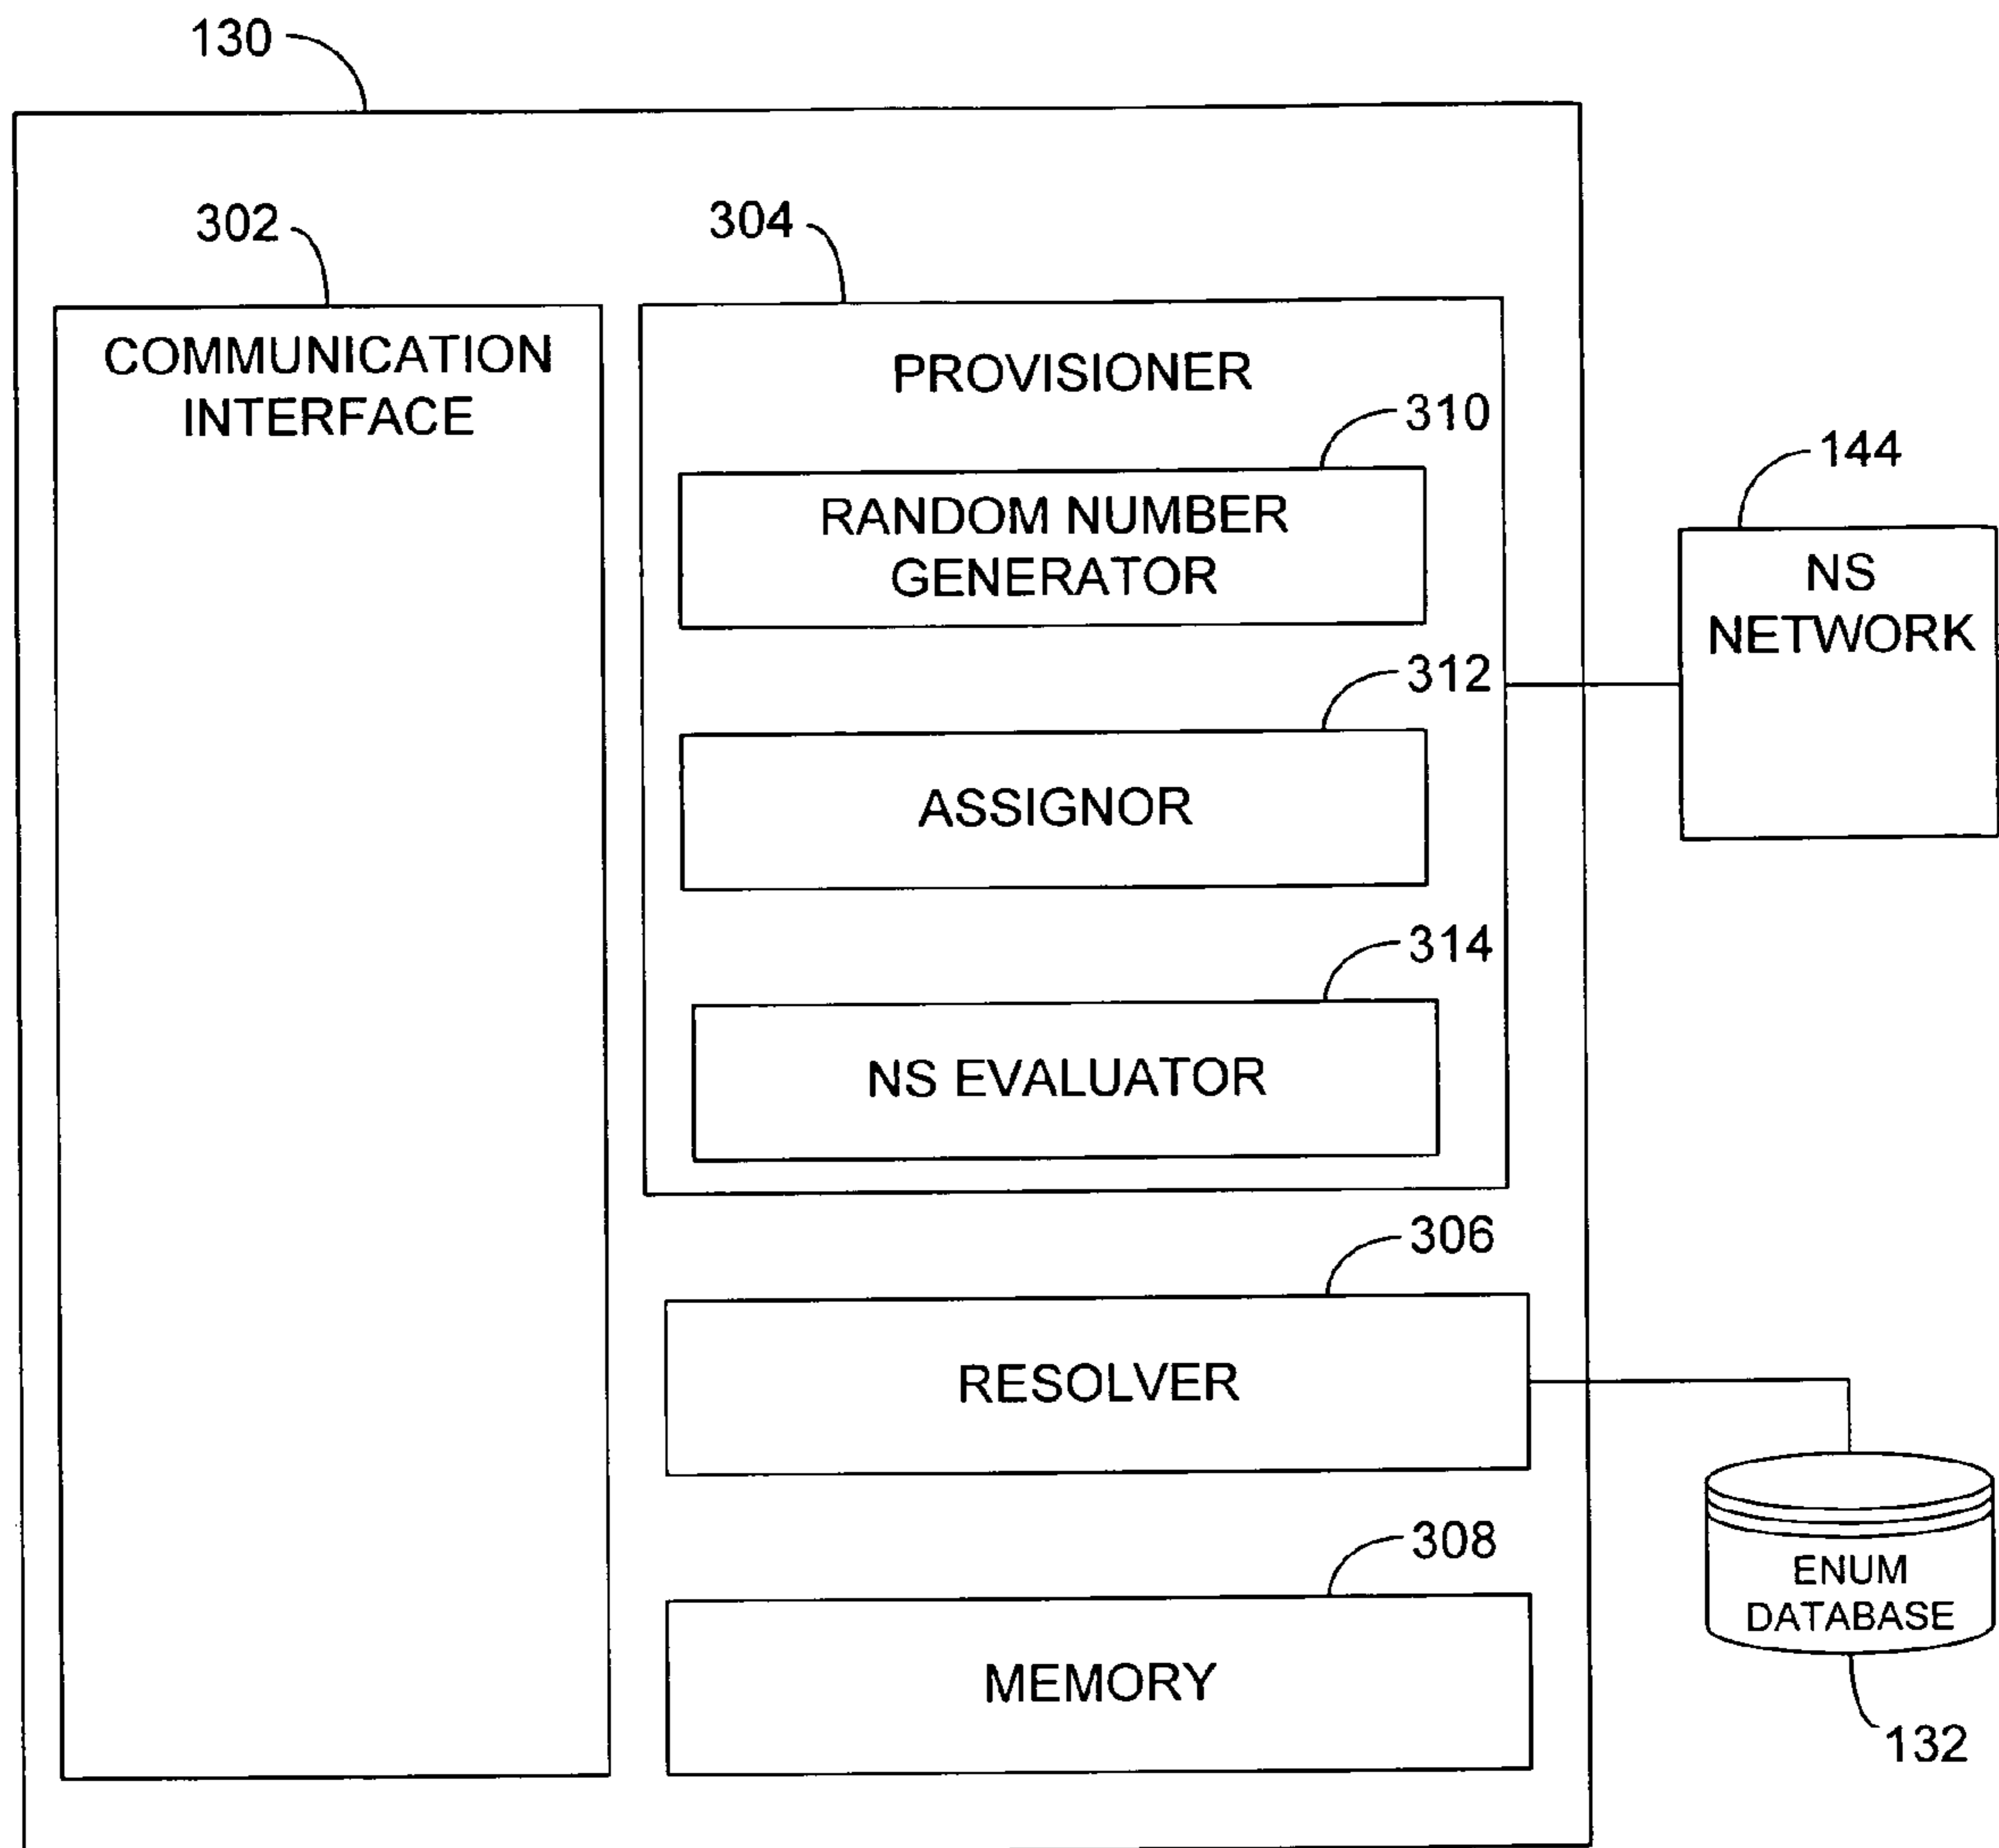 130
302
304
COMMUNICATION
INTERFACE
PROVISIONER
310
RANDOM NUMBER
GENERATOR
144
NS
NETWORK
312
ASSIGNOR
314
NS EVALUATOR
306
RESOLVER
308
MEMORY
ENUM
DATABASE
132